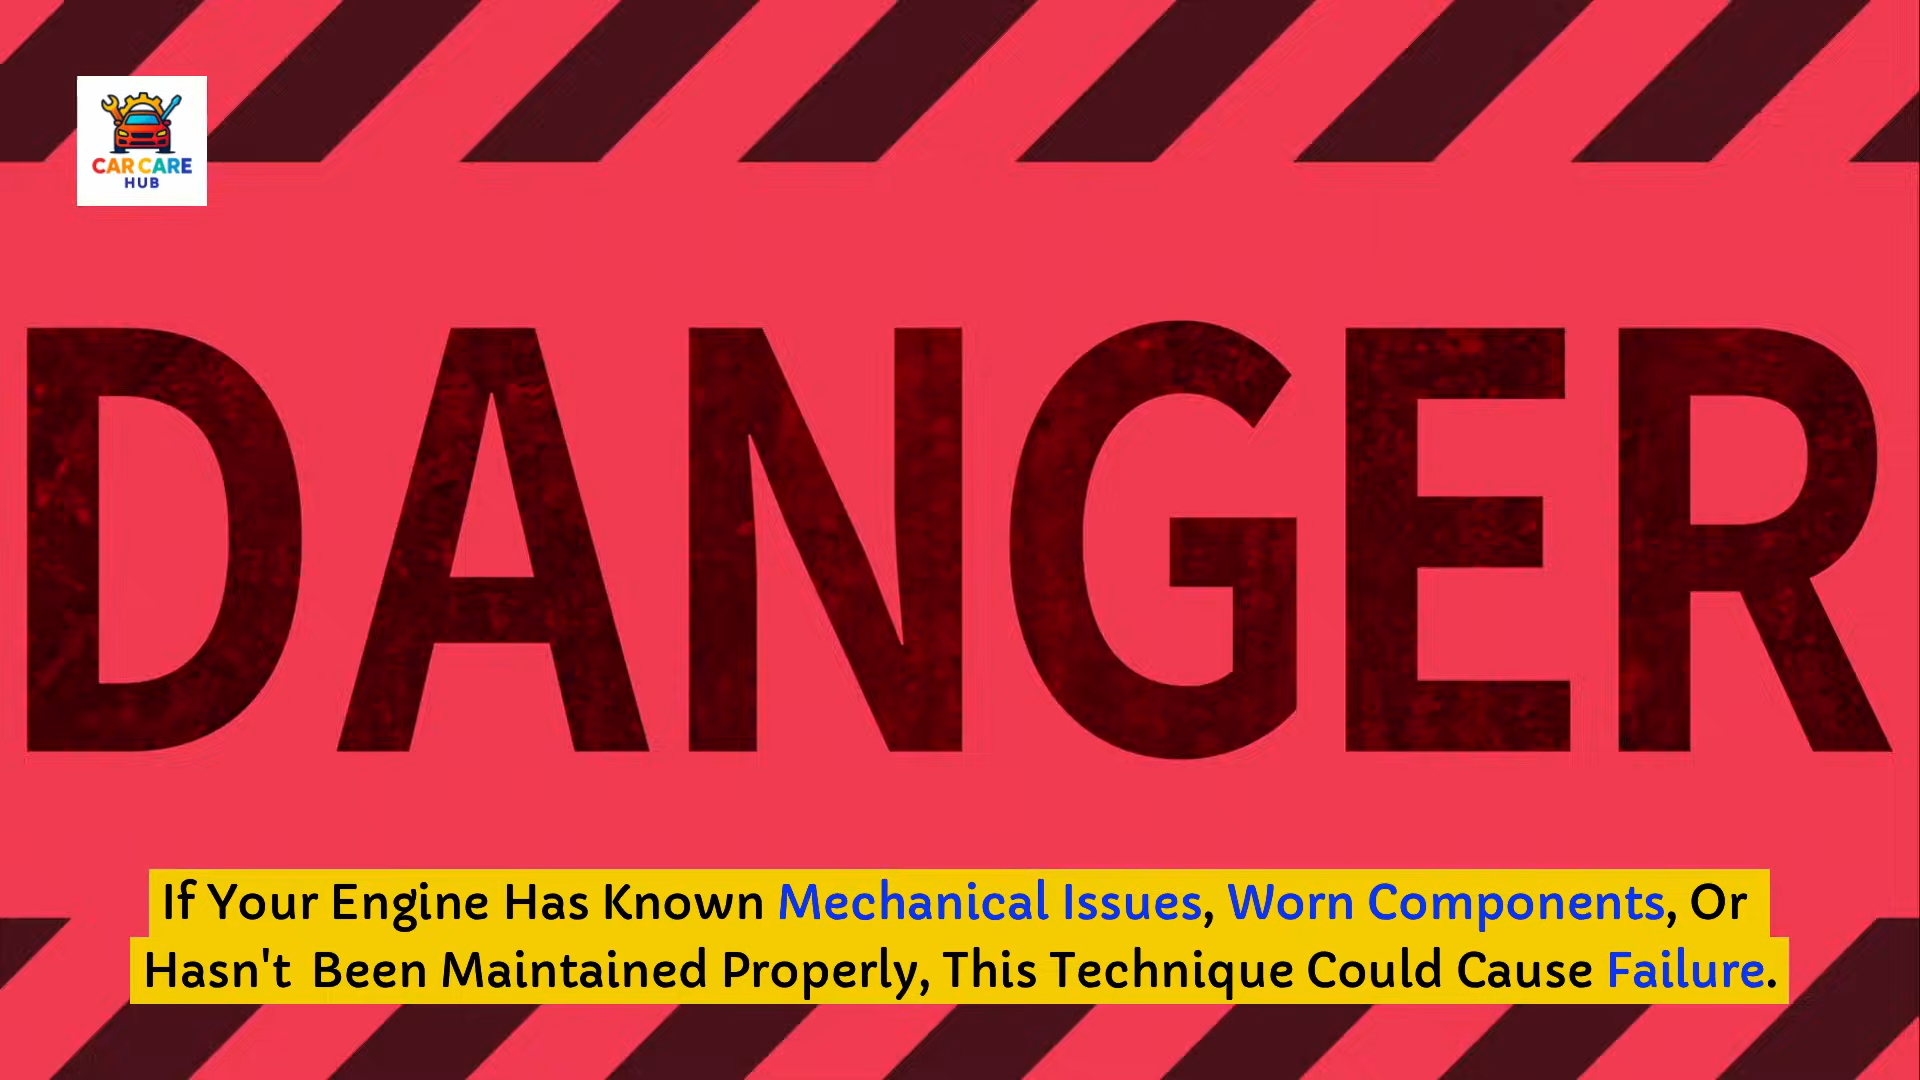 CAR CARE
HUB
DANGER
If Your Engine Has Known Mechanical Issues, Worn Components, Or
Hasn't Been Maintained Properly, This Technique Could Cause Failure.